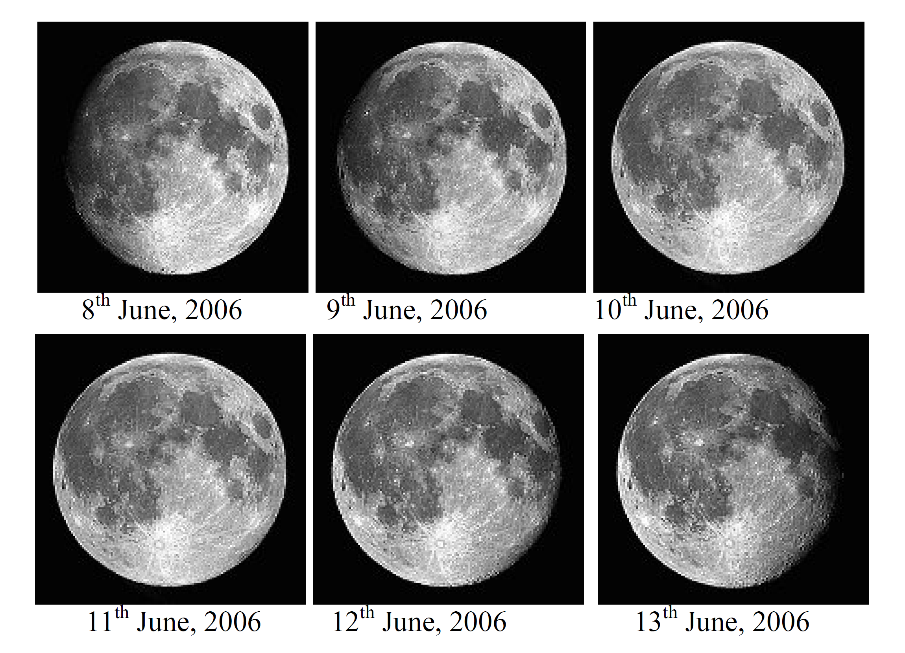 8th June, 2006
9th June, 2006
10th June, 2006
11th June, 2006
12th June, 2006
13th June, 2006